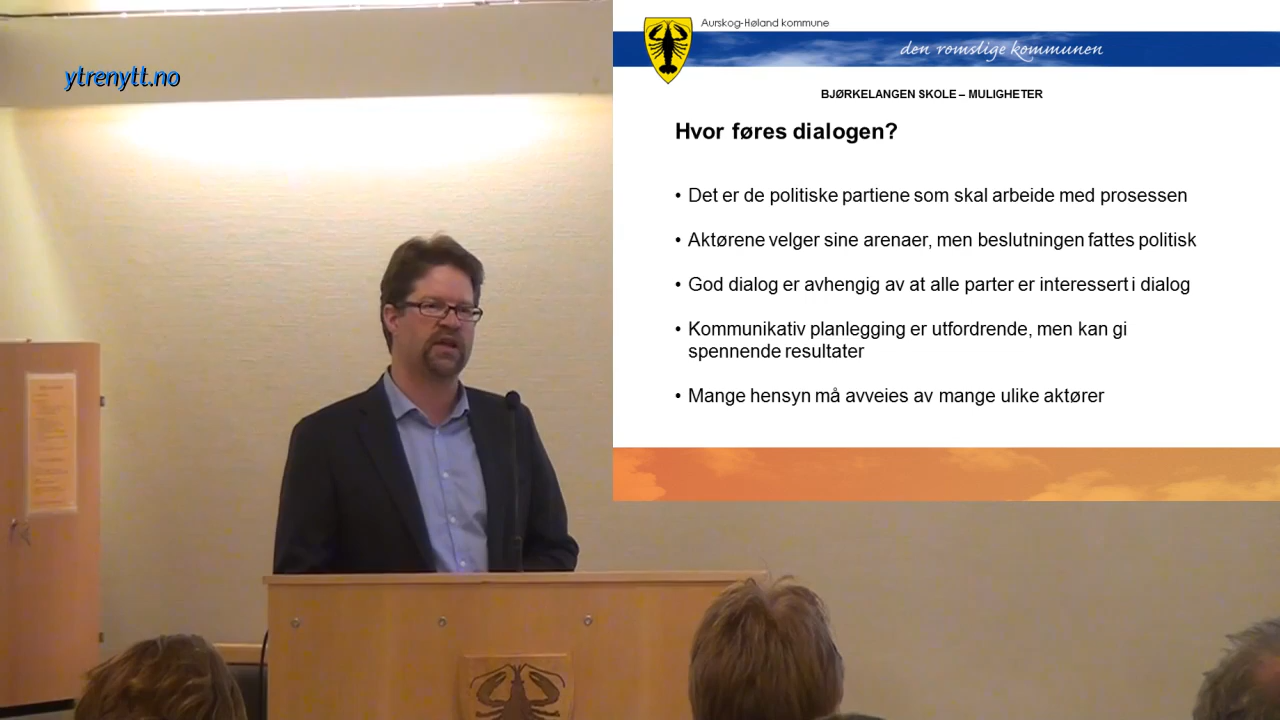 ytrenytt.no
Aurskog-Høland kommune
den romslige kommunen
BJØRKELANGEN SKOLE – MULIGHETER
Hvor føres dialogen?
• Det er de politiske partiene som skal arbeide med prosessen
• Aktørene velger sine arenaer, men beslutningen fattes politisk
• God dialog er avhengig av at alle parter er interessert i dialog
• Kommunikativ planlegging er utfordrende, men kan gi
spennende resultater
• Mange hensyn må avveies av mange ulike aktører